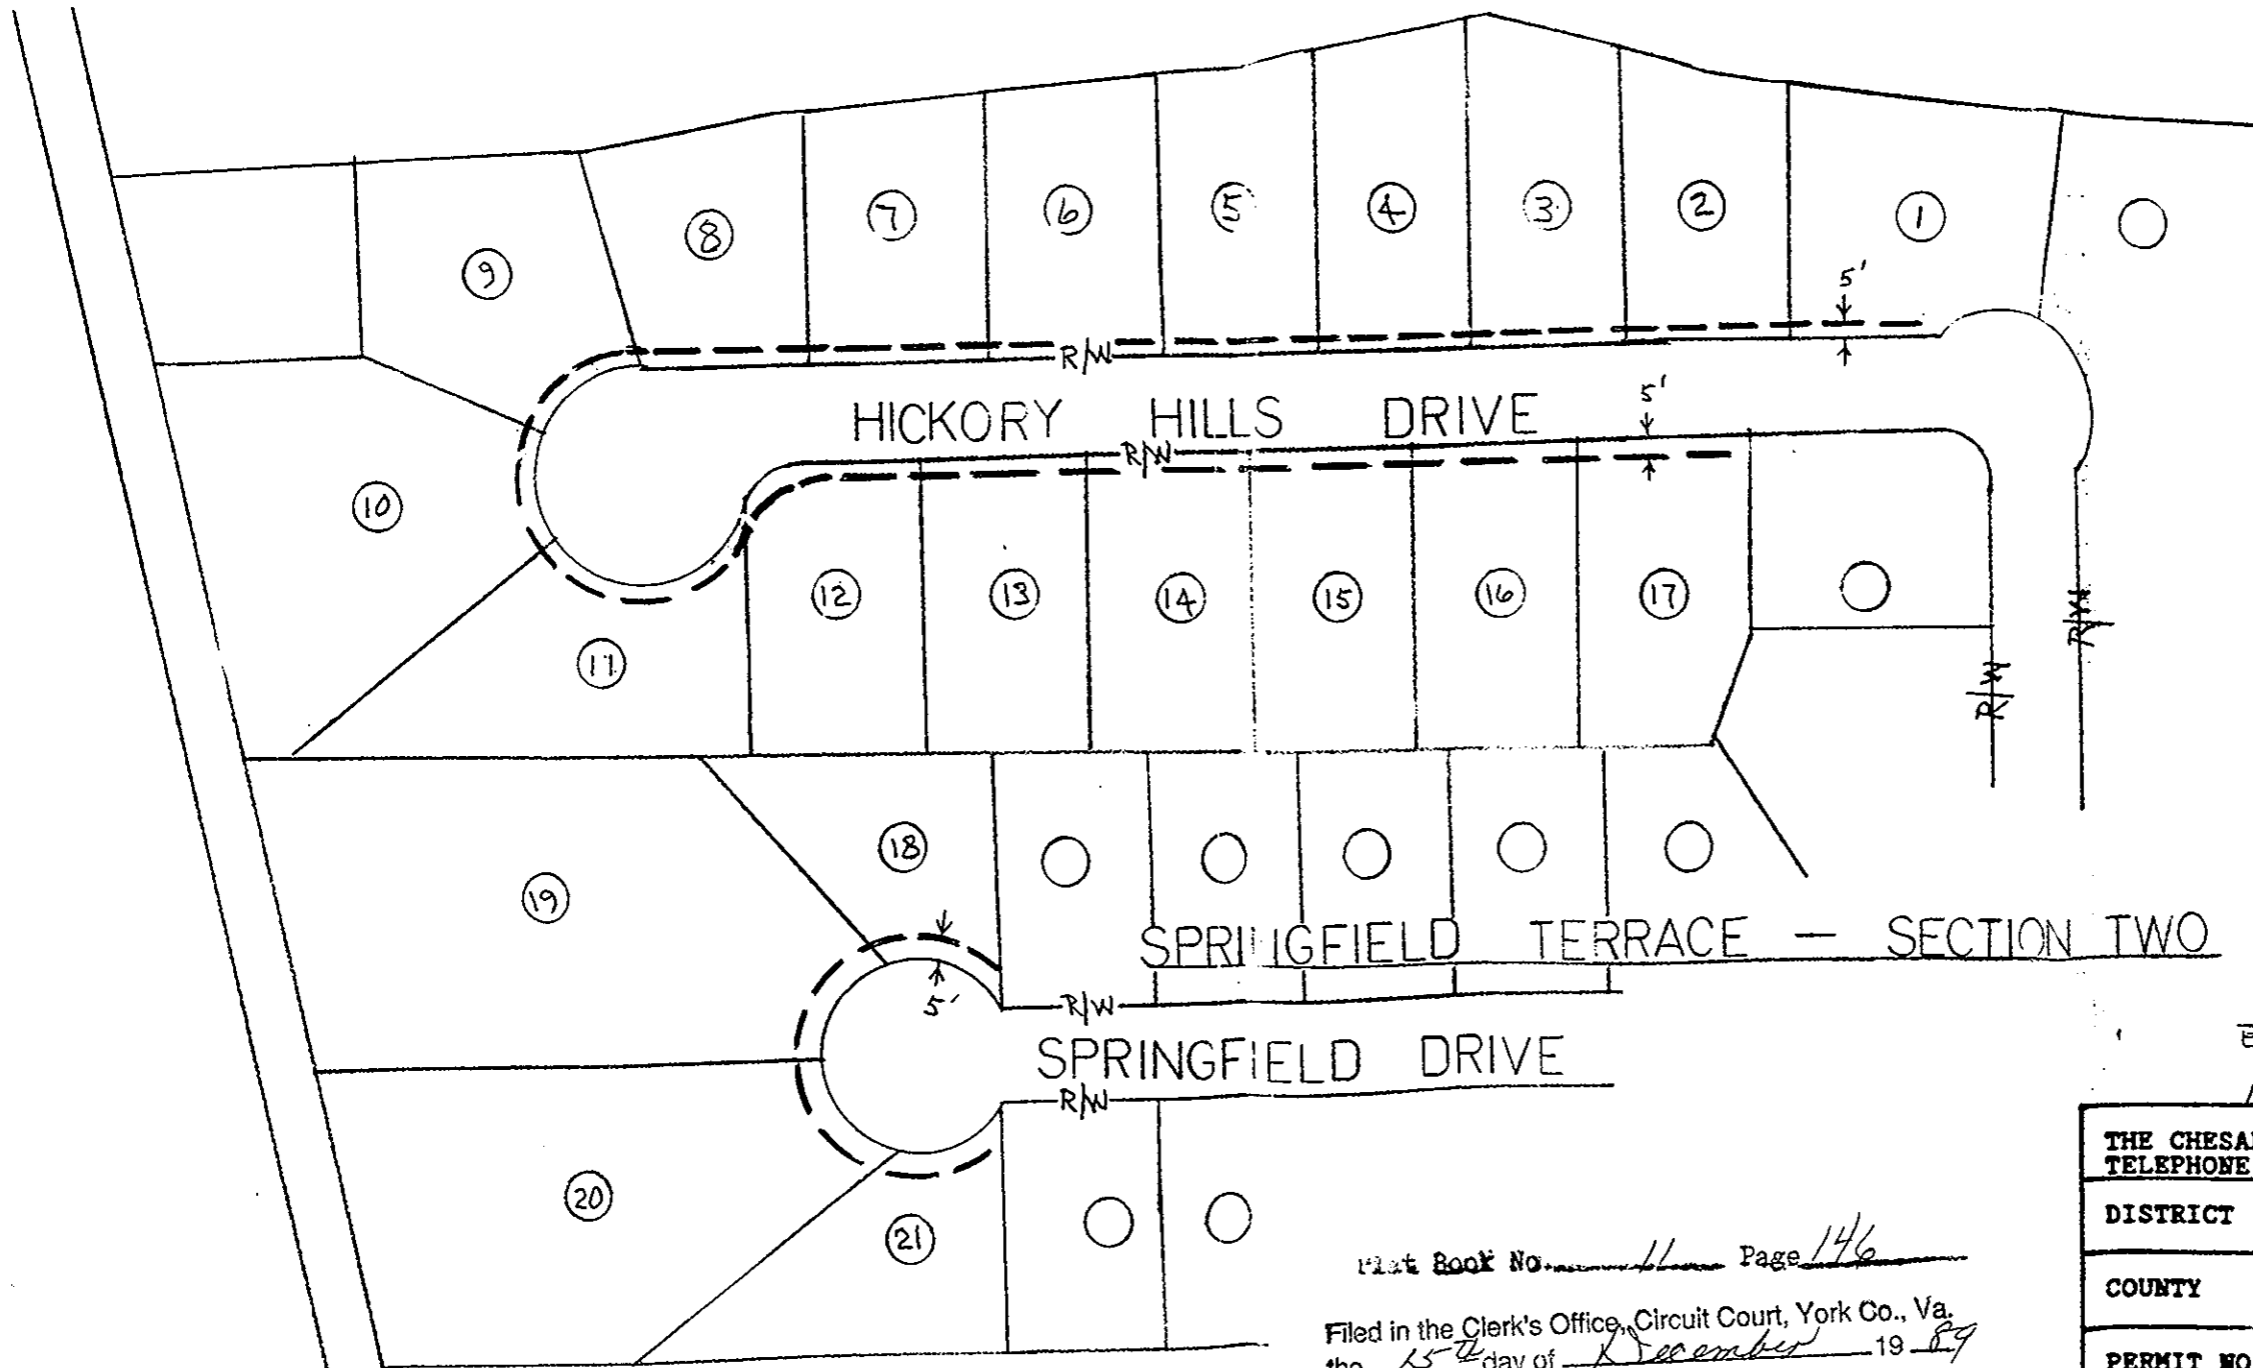 9
8
7
6
5
4
3
2
1
5'
R/W
HICKORY HILLS DRIVE
5'
R/W
10
12
13
14
15
16
17
11
R/W
R/W
19
18
SPRINGFIELD TERRACE — SECTION TWO
5'
R/W
SPRINGFIELD DRIVE
R/W
20
21
Plat Book No. 11 Page 146
Filed in the Clerk's Office, Circuit Court, York Co., Va.
the 15th day of December 19 89
TELEPHONE
DISTRICT
COUNTY
PERMIT NO